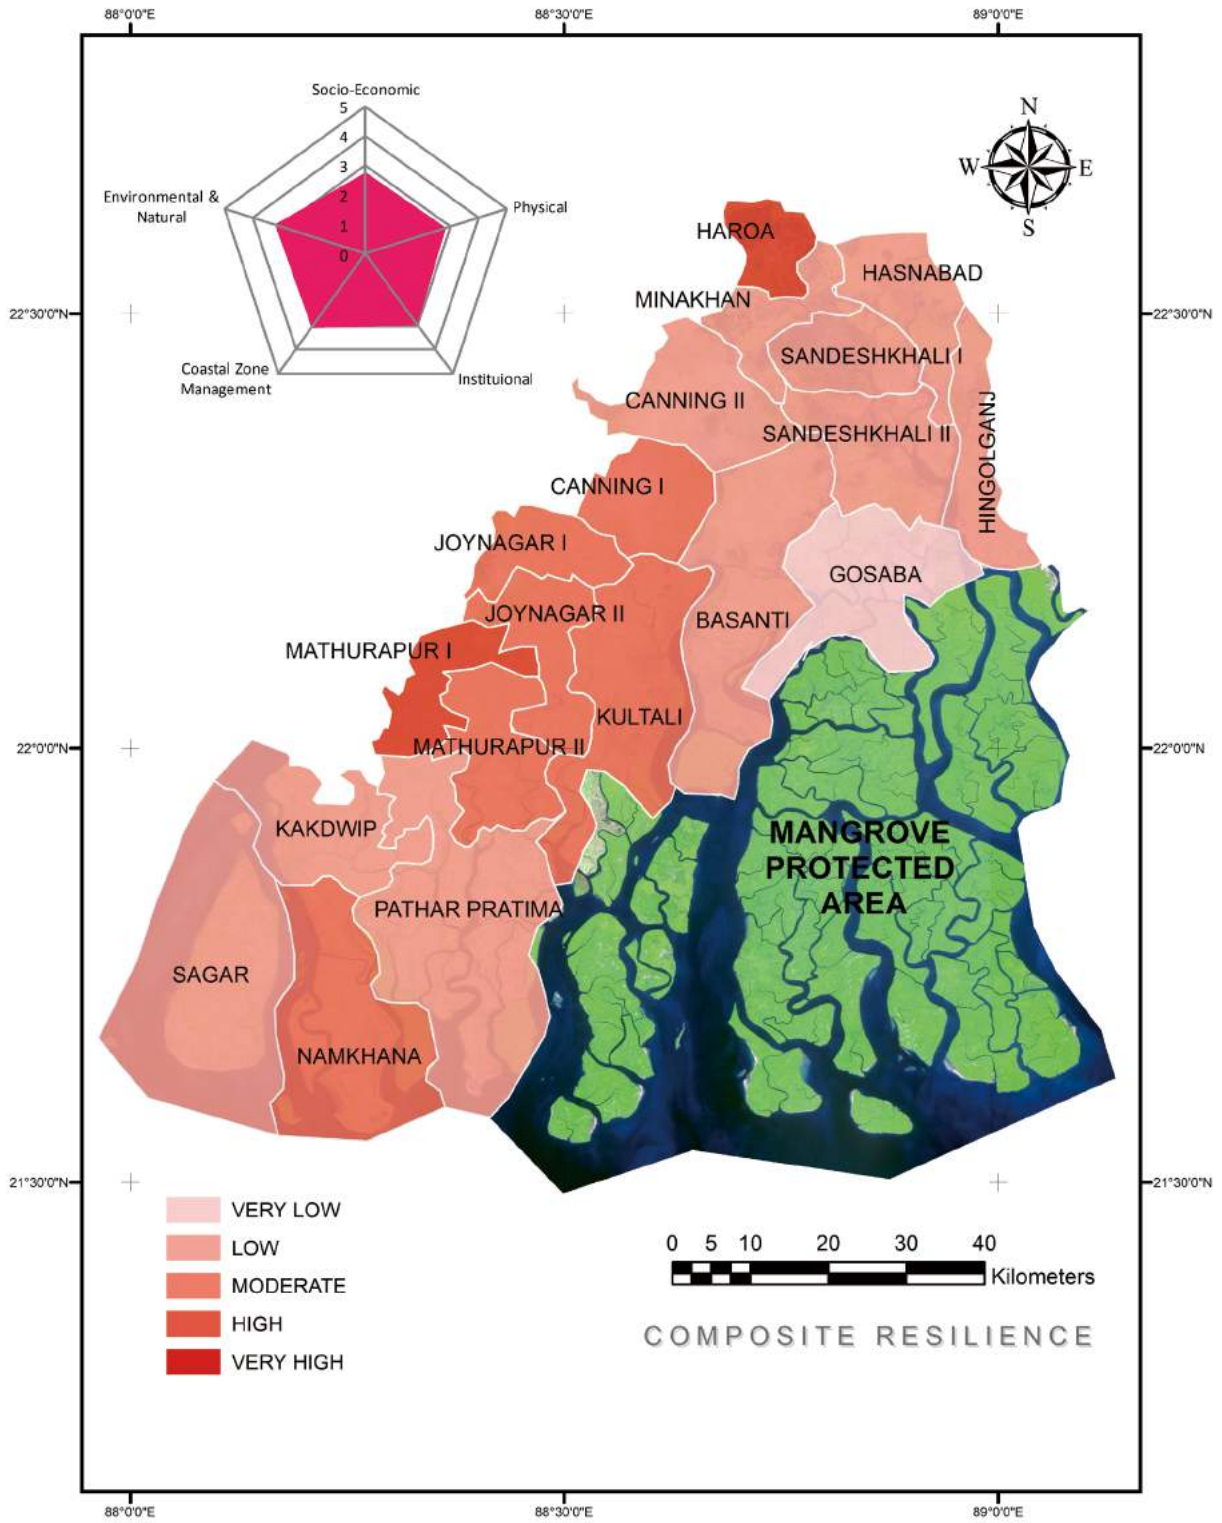 88°0'0"E
88°30'0"E
89°0'0"E
Socio-Economic
5
4
3
2
1
0
Environmental &
Natural
Physical
Coastal Zone
Management
Instituional
N
W
E
S
HAROA
HASNABAD
MINAKHAN
22°30'0"N
22°30'0"N
SANDESHKHALI I
CANNING II
SANDESHKHALI II
HINGOLGANJ
CANNING I
JOYNAGAR I
GOSABA
JOYNAGAR II
BASANTI
MATHURAPUR I
KULTALI
MATHURAPUR II
22°0'0"N
22°0'0"N
KAKDWIP
MANGROVE
PROTECTED
AREA
PATHAR PRATIMA
SAGAR
NAMKHANA
21°30'0"N
21°30'0"N
VERY LOW
LOW
MODERATE
HIGH
VERY HIGH
0 5 10 20 30 40
Kilometers
COMPOSITE RESILIENCE
88°0'0"E
88°30'0"E
89°0'0"E